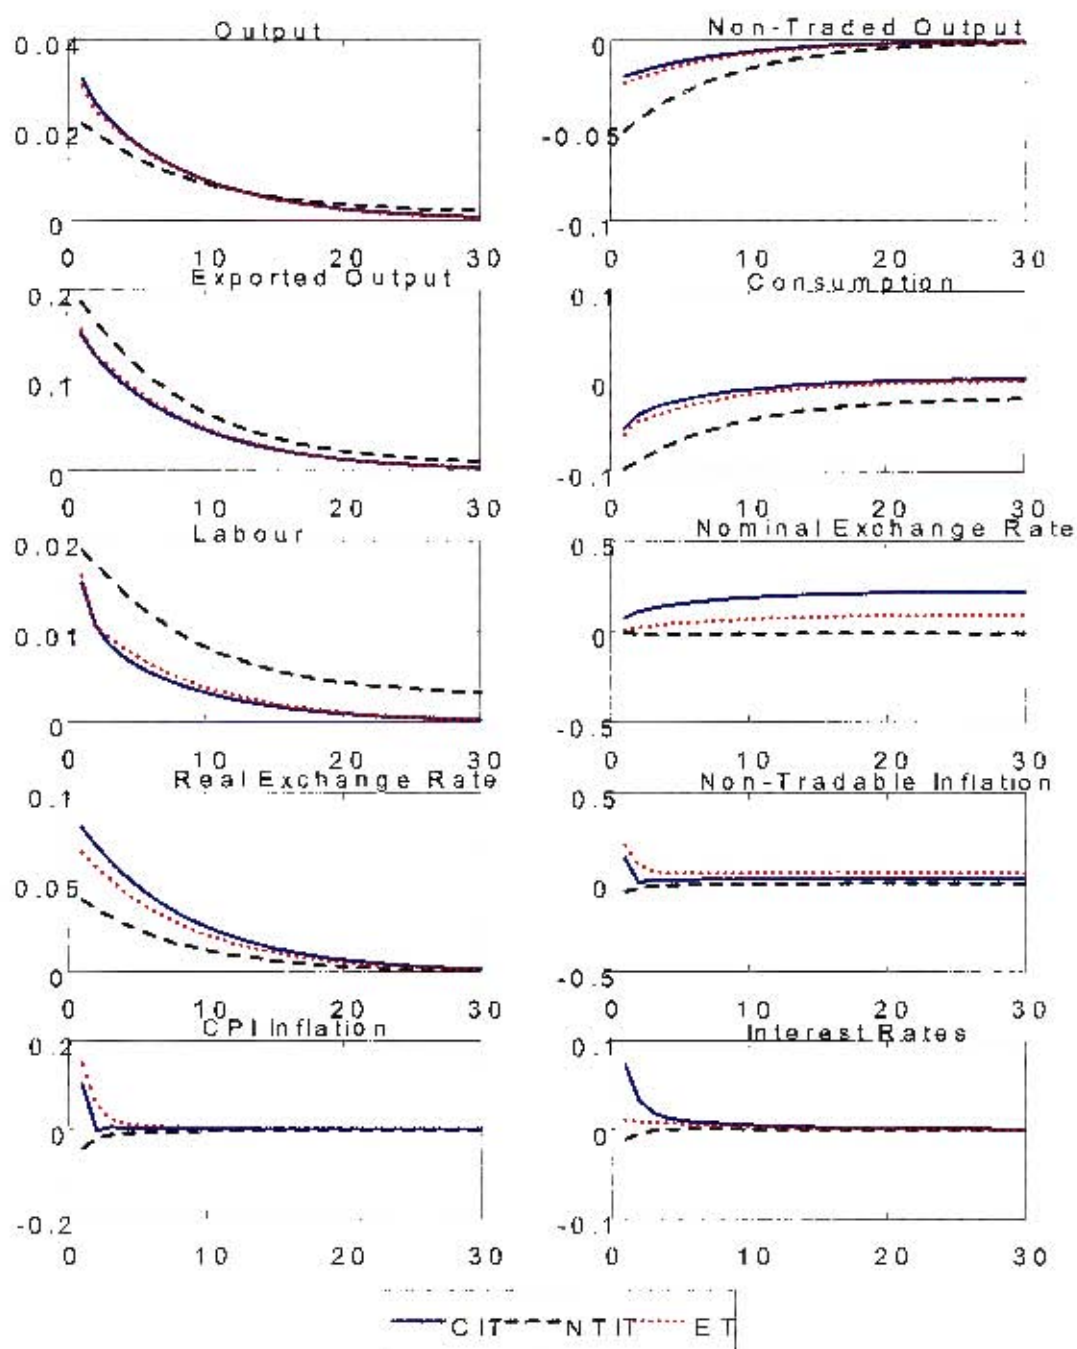 Output
0.04
0.02
0
0 10 20 30
Non-Traded Output
0
-0.05
-0.1
0 10 20 30
Exported Output
0.2
0.1
0
0 10 20 30
Consumption
0.1
0
-0.1
0 10 20 30
Labour
0.02
0.01
0
0 10 20 30
Nominal Exchange Rate
0.5
0
-0.5
0 10 20 30
Real Exchange Rate
0.1
0.05
0
0 10 20 30
Non-Tradable Inflation
0.5
0
-0.5
0 10 20 30
CPI Inflation
0.2
0
-0.2
0 10 20 30
Interest Rates
0.1
0
-0.1
0 10 20 30
CIT NTIT ET